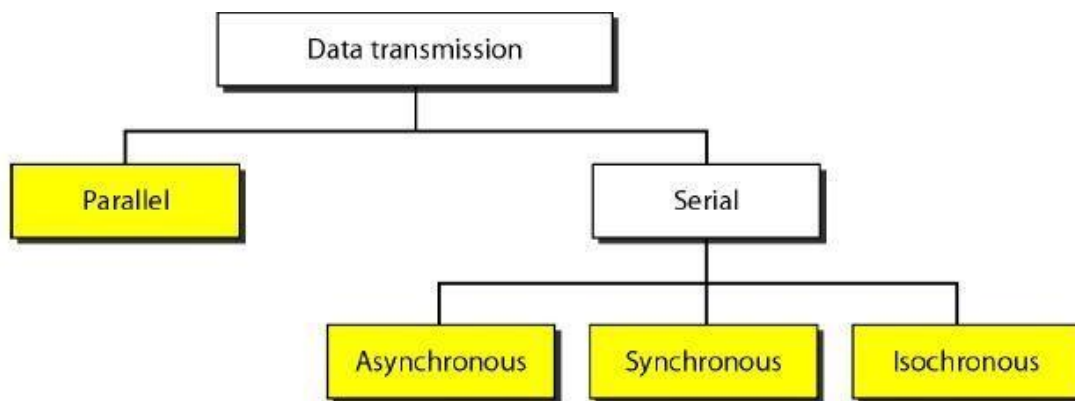 Data transmission
Parallel
Serial
Asynchronous
Synchronous
Isochronous